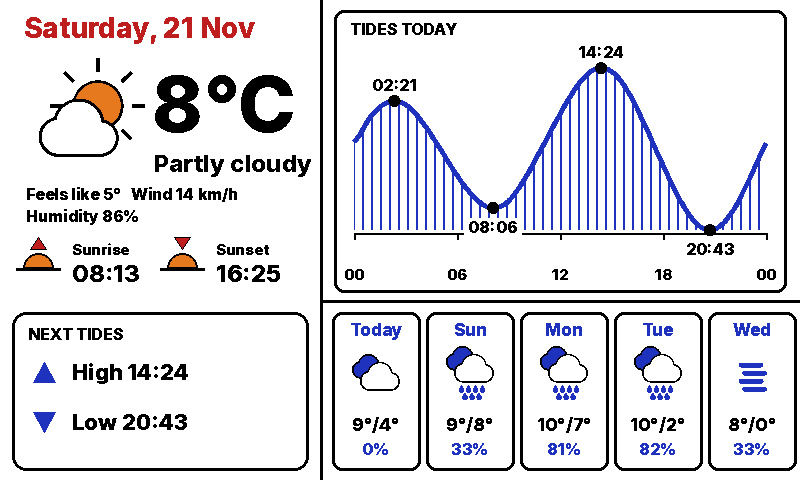 Saturday, 21 Nov
8°C
Partly cloudy
Feels like 5° Wind 14 km/h
Humidity 86%
Sunrise
08:13
Sunset
16:25
NEXT TIDES
High 14:24
Low 20:43
TIDES TODAY
14:24
02:21
08:06
20:43
00 06 12 18 00
Today Sun Mon Tue Wed
9°/4° 9°/8° 10°/7° 10°/2° 8°/0°
0% 33% 81% 82% 33%